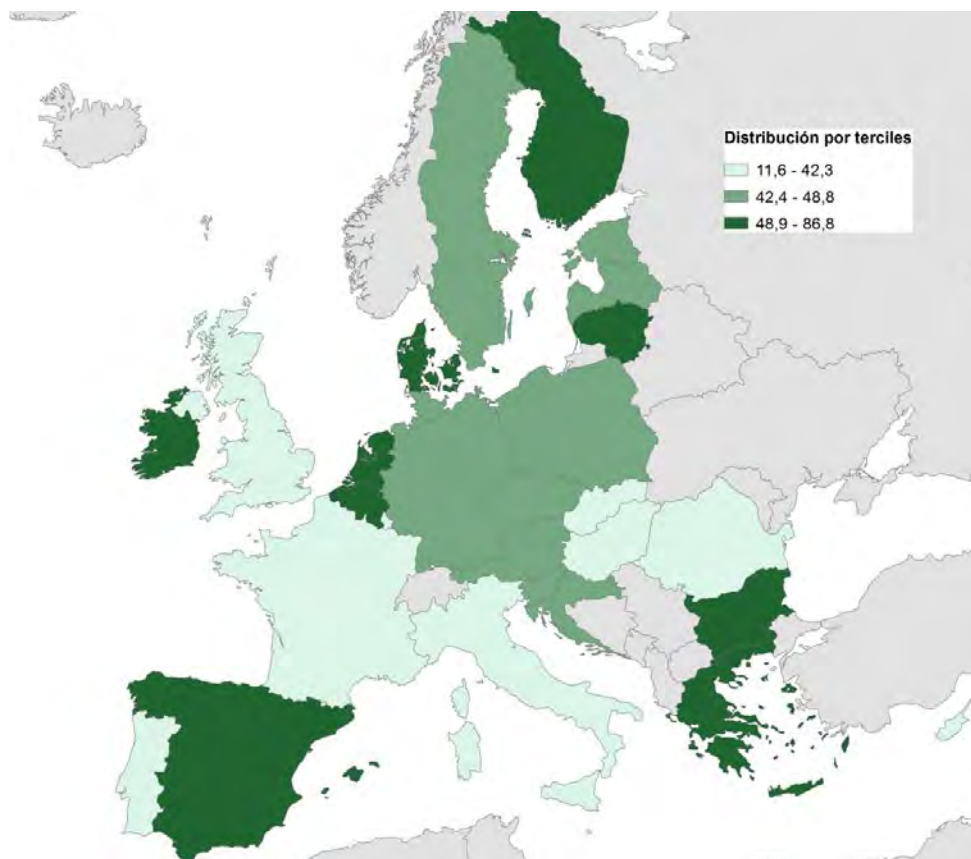 Distribución por terciles
11,6 - 42,3
42,4 - 48,8
48,9 - 86,8